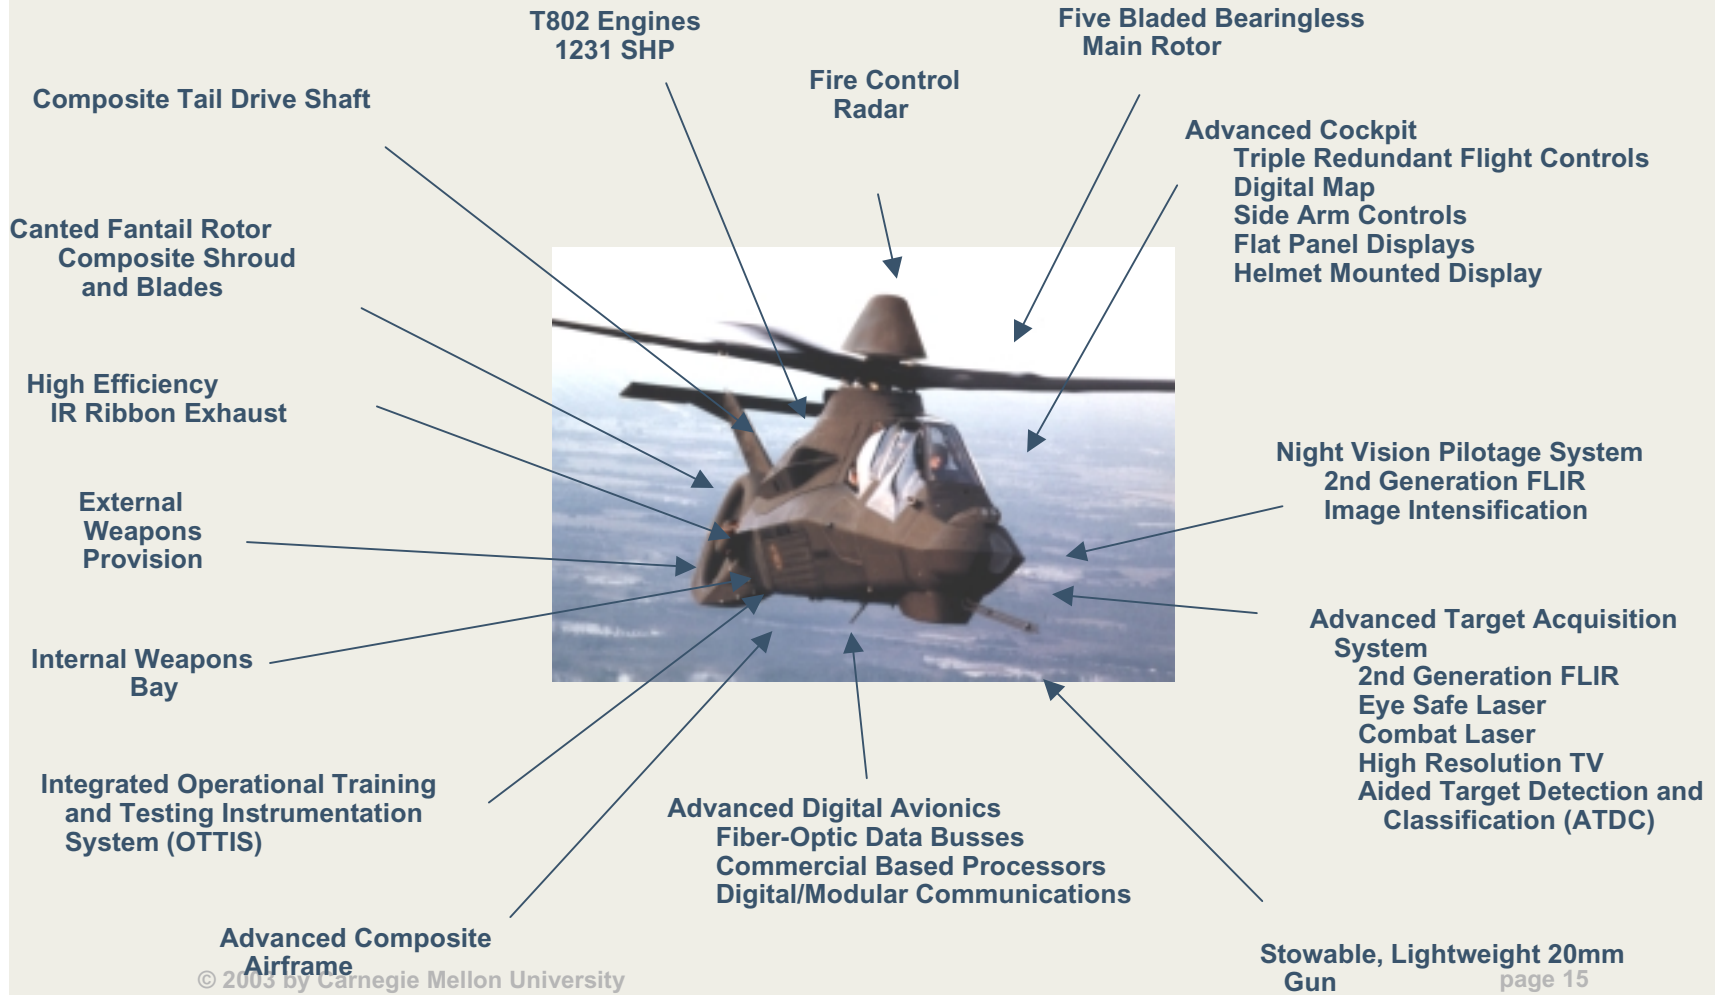 T802 Engines
1231 SHP
Five Bladed Bearingless
Main Rotor
Fire Control
Radar
Composite Tail Drive Shaft
Advanced Cockpit
Triple Redundant Flight Controls
Digital Map
Side Arm Controls
Flat Panel Displays
Helmet Mounted Display
Canted Fantail Rotor
Composite Shroud
and Blades
High Efficiency
IR Ribbon Exhaust
Night Vision Pilotage System
2nd Generation FLIR
Image Intensification
External
Weapons
Provision
Advanced Target Acquisition
System
2nd Generation FLIR
Eye Safe Laser
Combat Laser
High Resolution TV
Aided Target Detection and
Classification (ATDC)
Internal Weapons
Bay
Integrated Operational Training
and Testing Instrumentation
System (OTTIS)
Advanced Digital Avionics
Fiber-Optic Data Busses
Commercial Based Processors
Digital/Modular Communications
Advanced Composite
Airframe
Stowable, Lightweight 20mm
Gun
© 2003 by Carnegie Mellon University
page 15